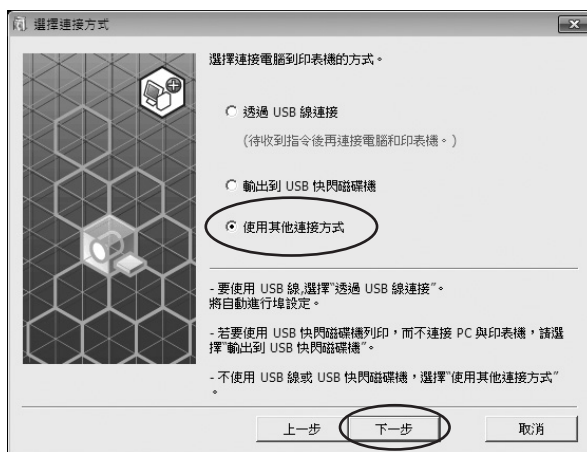 選擇連接方式
選擇連接電腦到印表機的方式。
透過 USB 線連接
(待收到指令後再連接電腦和印表機。)
輸出到 USB 快閃磁碟機
使用其他連接方式
- 要使用 USB 線,選擇"透過 USB 線連接"。
將自動進行埠設定。
- 若要使用 USB 快閃磁碟機列印，而不連接 PC 與印表機，請選
擇"輸出到 USB 快閃磁碟機"。
- 不使用 USB 線或 USB 快閃磁碟機，選擇"使用其他連接方式"
。
上一步 下一步 取消